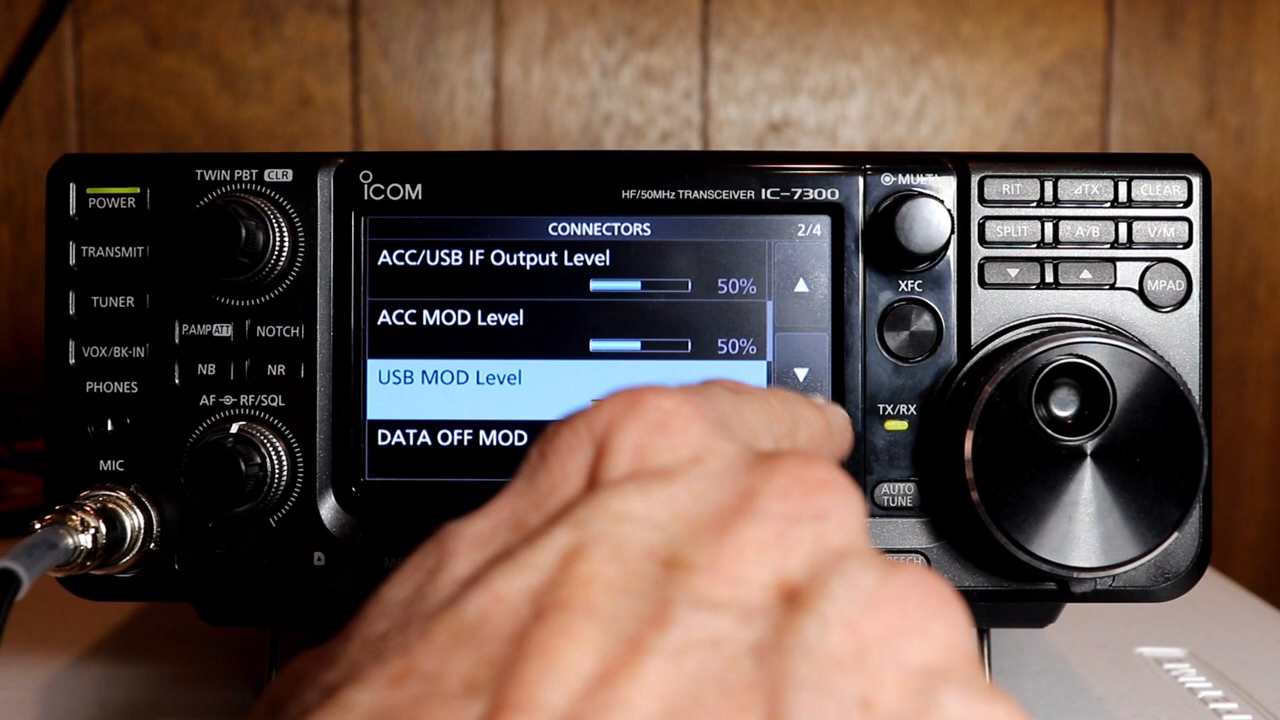 TWIN PBT CLR
POWER
TRANSMIT
TUNER
P.AMP ATT
NOTCH
VOX/BK-IN
NB
NR
PHONES
AF RF/SQL
MIC
ICOM
HF/50MHz TRANSCEIVER IC-7300
CONNECTORS 2/4
ACC/USB IF Output Level
50%
ACC MOD Level
50%
USB MOD Level
DATA OFF MOD
MULTI
XFC
TX/RX
AUTO
TUNE
RIT ⊿TX CLEAR
SPLIT A/B V/M
MPAD